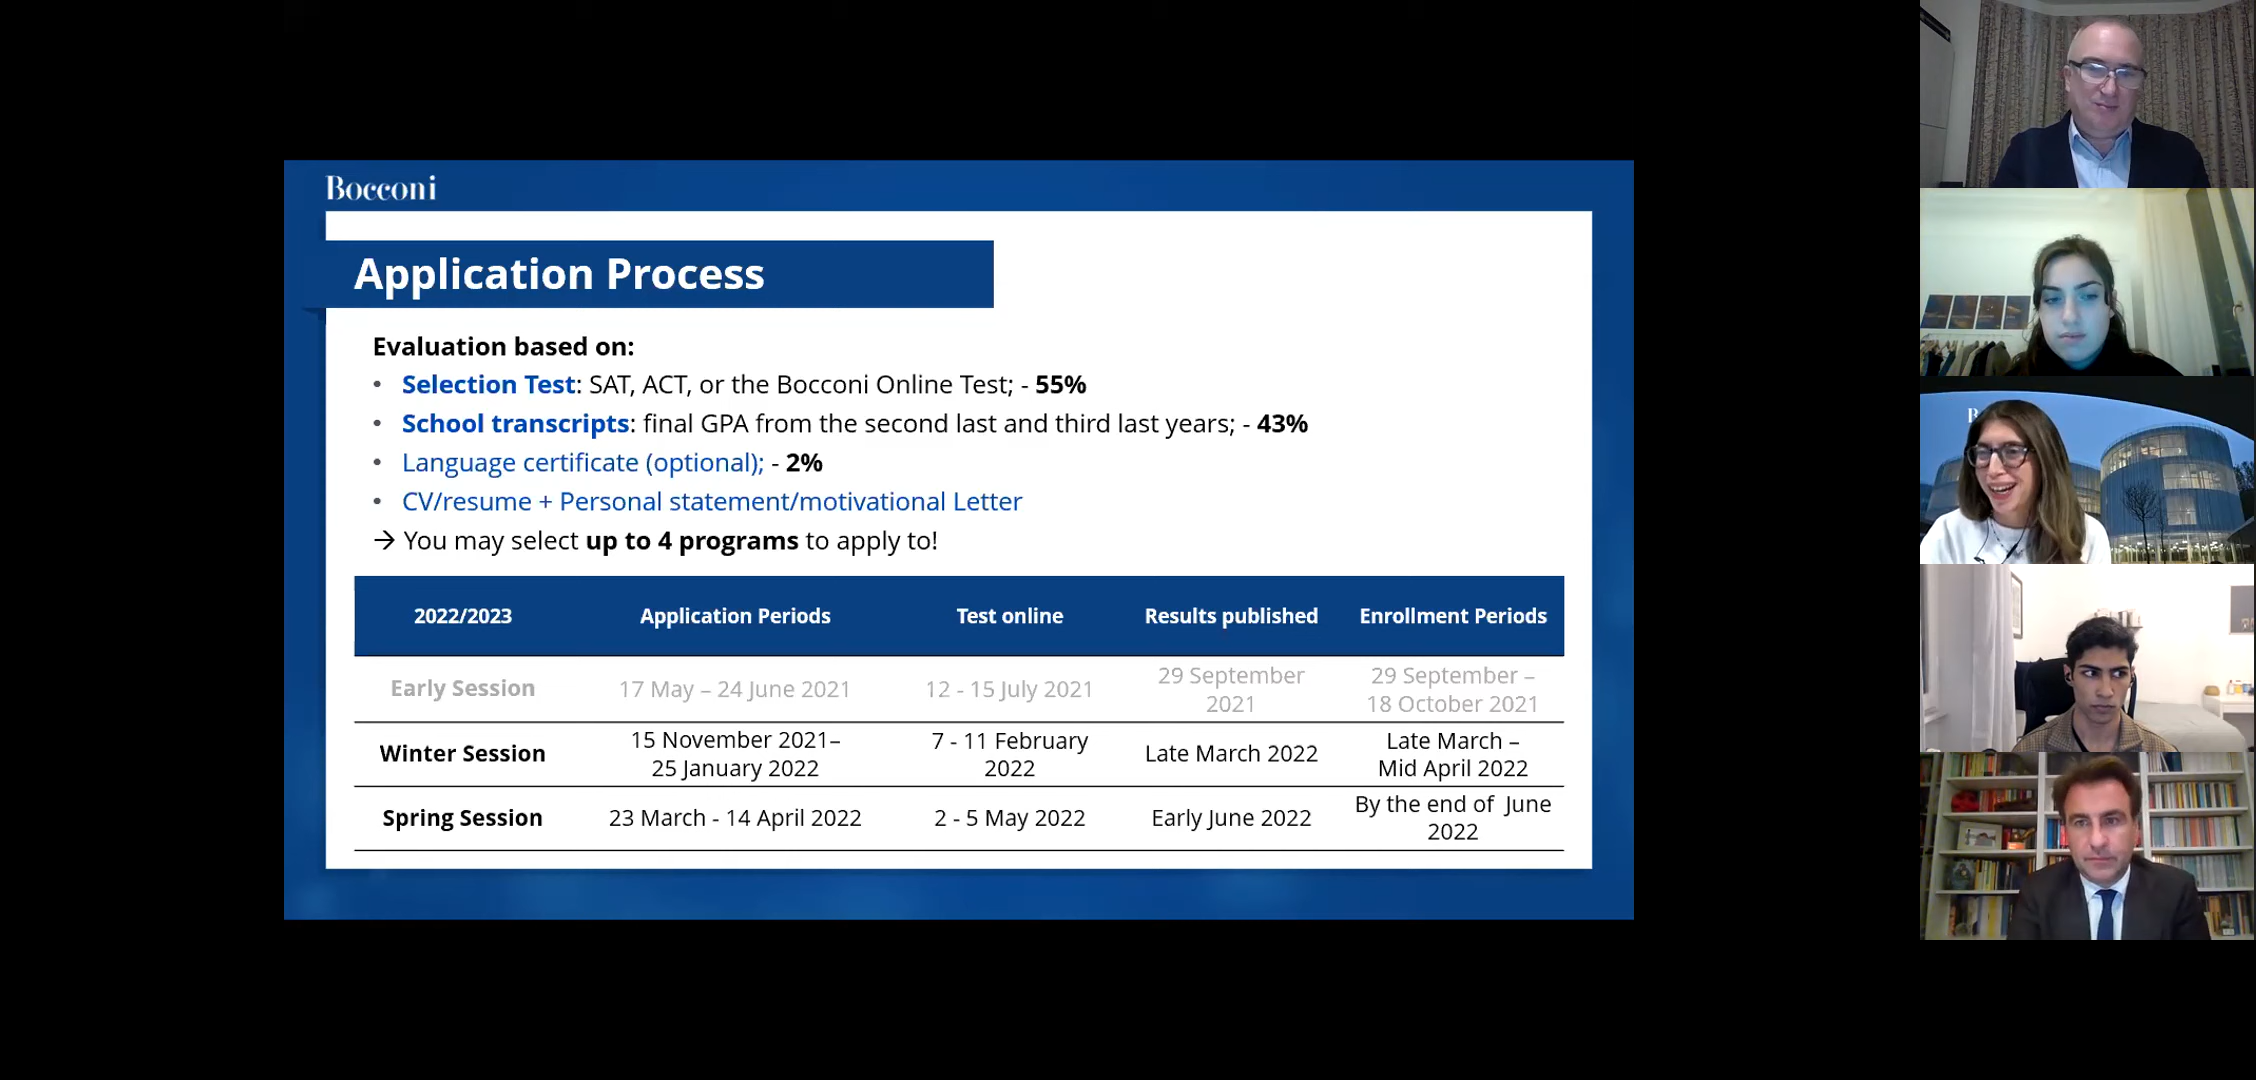 Bocconi
Application Process
Evaluation based on:
• Selection Test: SAT, ACT, or the Bocconi Online Test; - 55%
• School transcripts: final GPA from the second last and third last years; - 43%
• Language certificate (optional); - 2%
• CV/resume + Personal statement/motivational Letter
→ You may select up to 4 programs to apply to!
2022/2023 Application Periods Test online Results published Enrollment Periods
Early Session 17 May – 24 June 2021 12 - 15 July 2021 29 September 2021 29 September – 18 October 2021
Winter Session 15 November 2021– 25 January 2022 7 - 11 February 2022 Late March 2022 Late March – Mid April 2022
Spring Session 23 March - 14 April 2022 2 - 5 May 2022 Early June 2022 By the end of June 2022